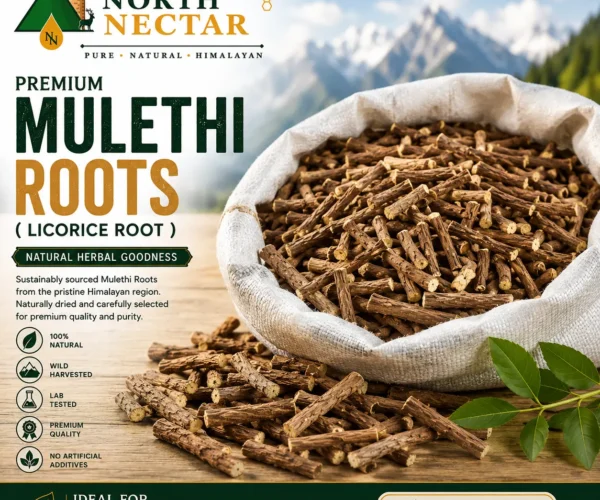 NORTH
NECTAR
N
PURE • NATURAL • HIMALAYAN
PREMIUM
MULETHI
ROOTS
( LICORICE ROOT )
NATURAL HERBAL GOODNESS
Sustainably sourced Mulethi Roots
from the pristine Himalayan region.
Naturally dried and carefully selected
for premium quality and purity.
100%
NATURAL
WILD
HARVESTED
LAB
TESTED
PREMIUM
QUALITY
NO ARTIFICIAL
ADDITIVES
IDEAL FOR